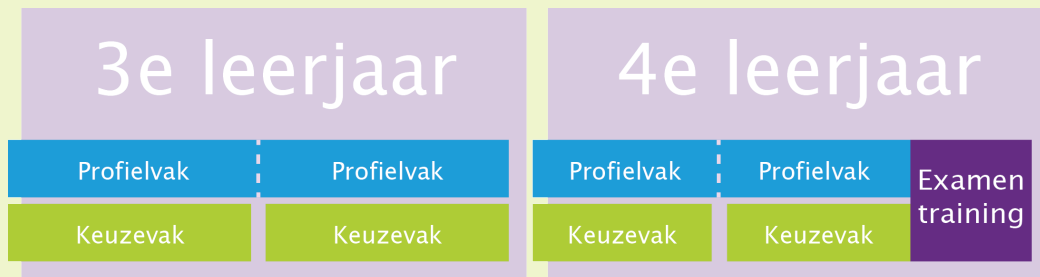 3e leerjaar
4e leerjaar
Profielvak
Profielvak
Profielvak
Profielvak
Examen
training
Keuzevak
Keuzevak
Keuzevak
Keuzevak